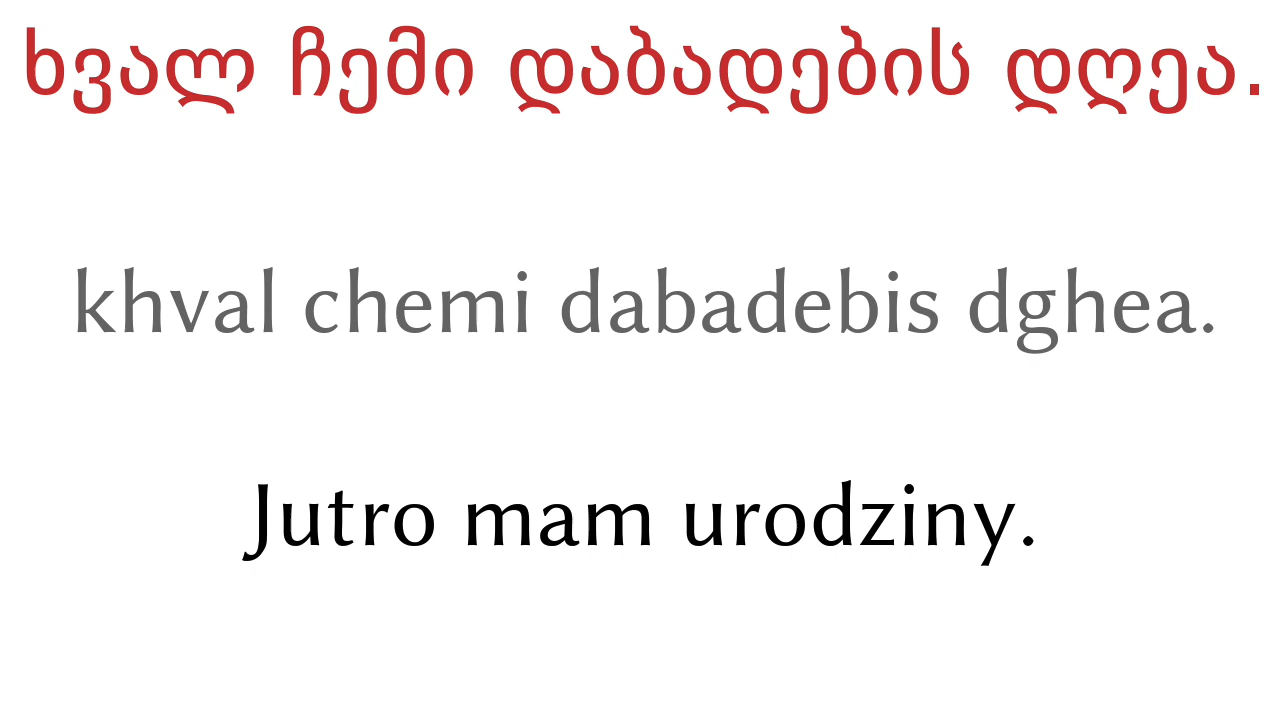 ხვალ ჩემი დაბადების დღეა.
khval chemi dabadebis dghea.
Jutro mam urodziny.